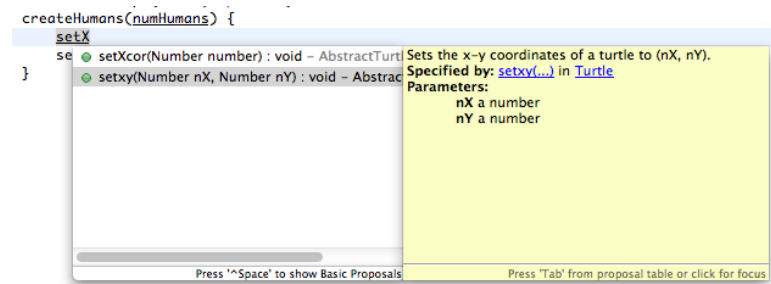 createHumans(numHumans) {
setX
se
}
setXcor(Number number) : void – AbstractTurtl
setxy(Number nX, Number nY) : void – Abstrac
Press '^Space' to show Basic Proposals
Sets the x-y coordinates of a turtle to (nX, nY).
Specified by: setxy(...) in Turtle
Parameters:
nX a number
nY a number
Press 'Tab' from proposal table or click for focus